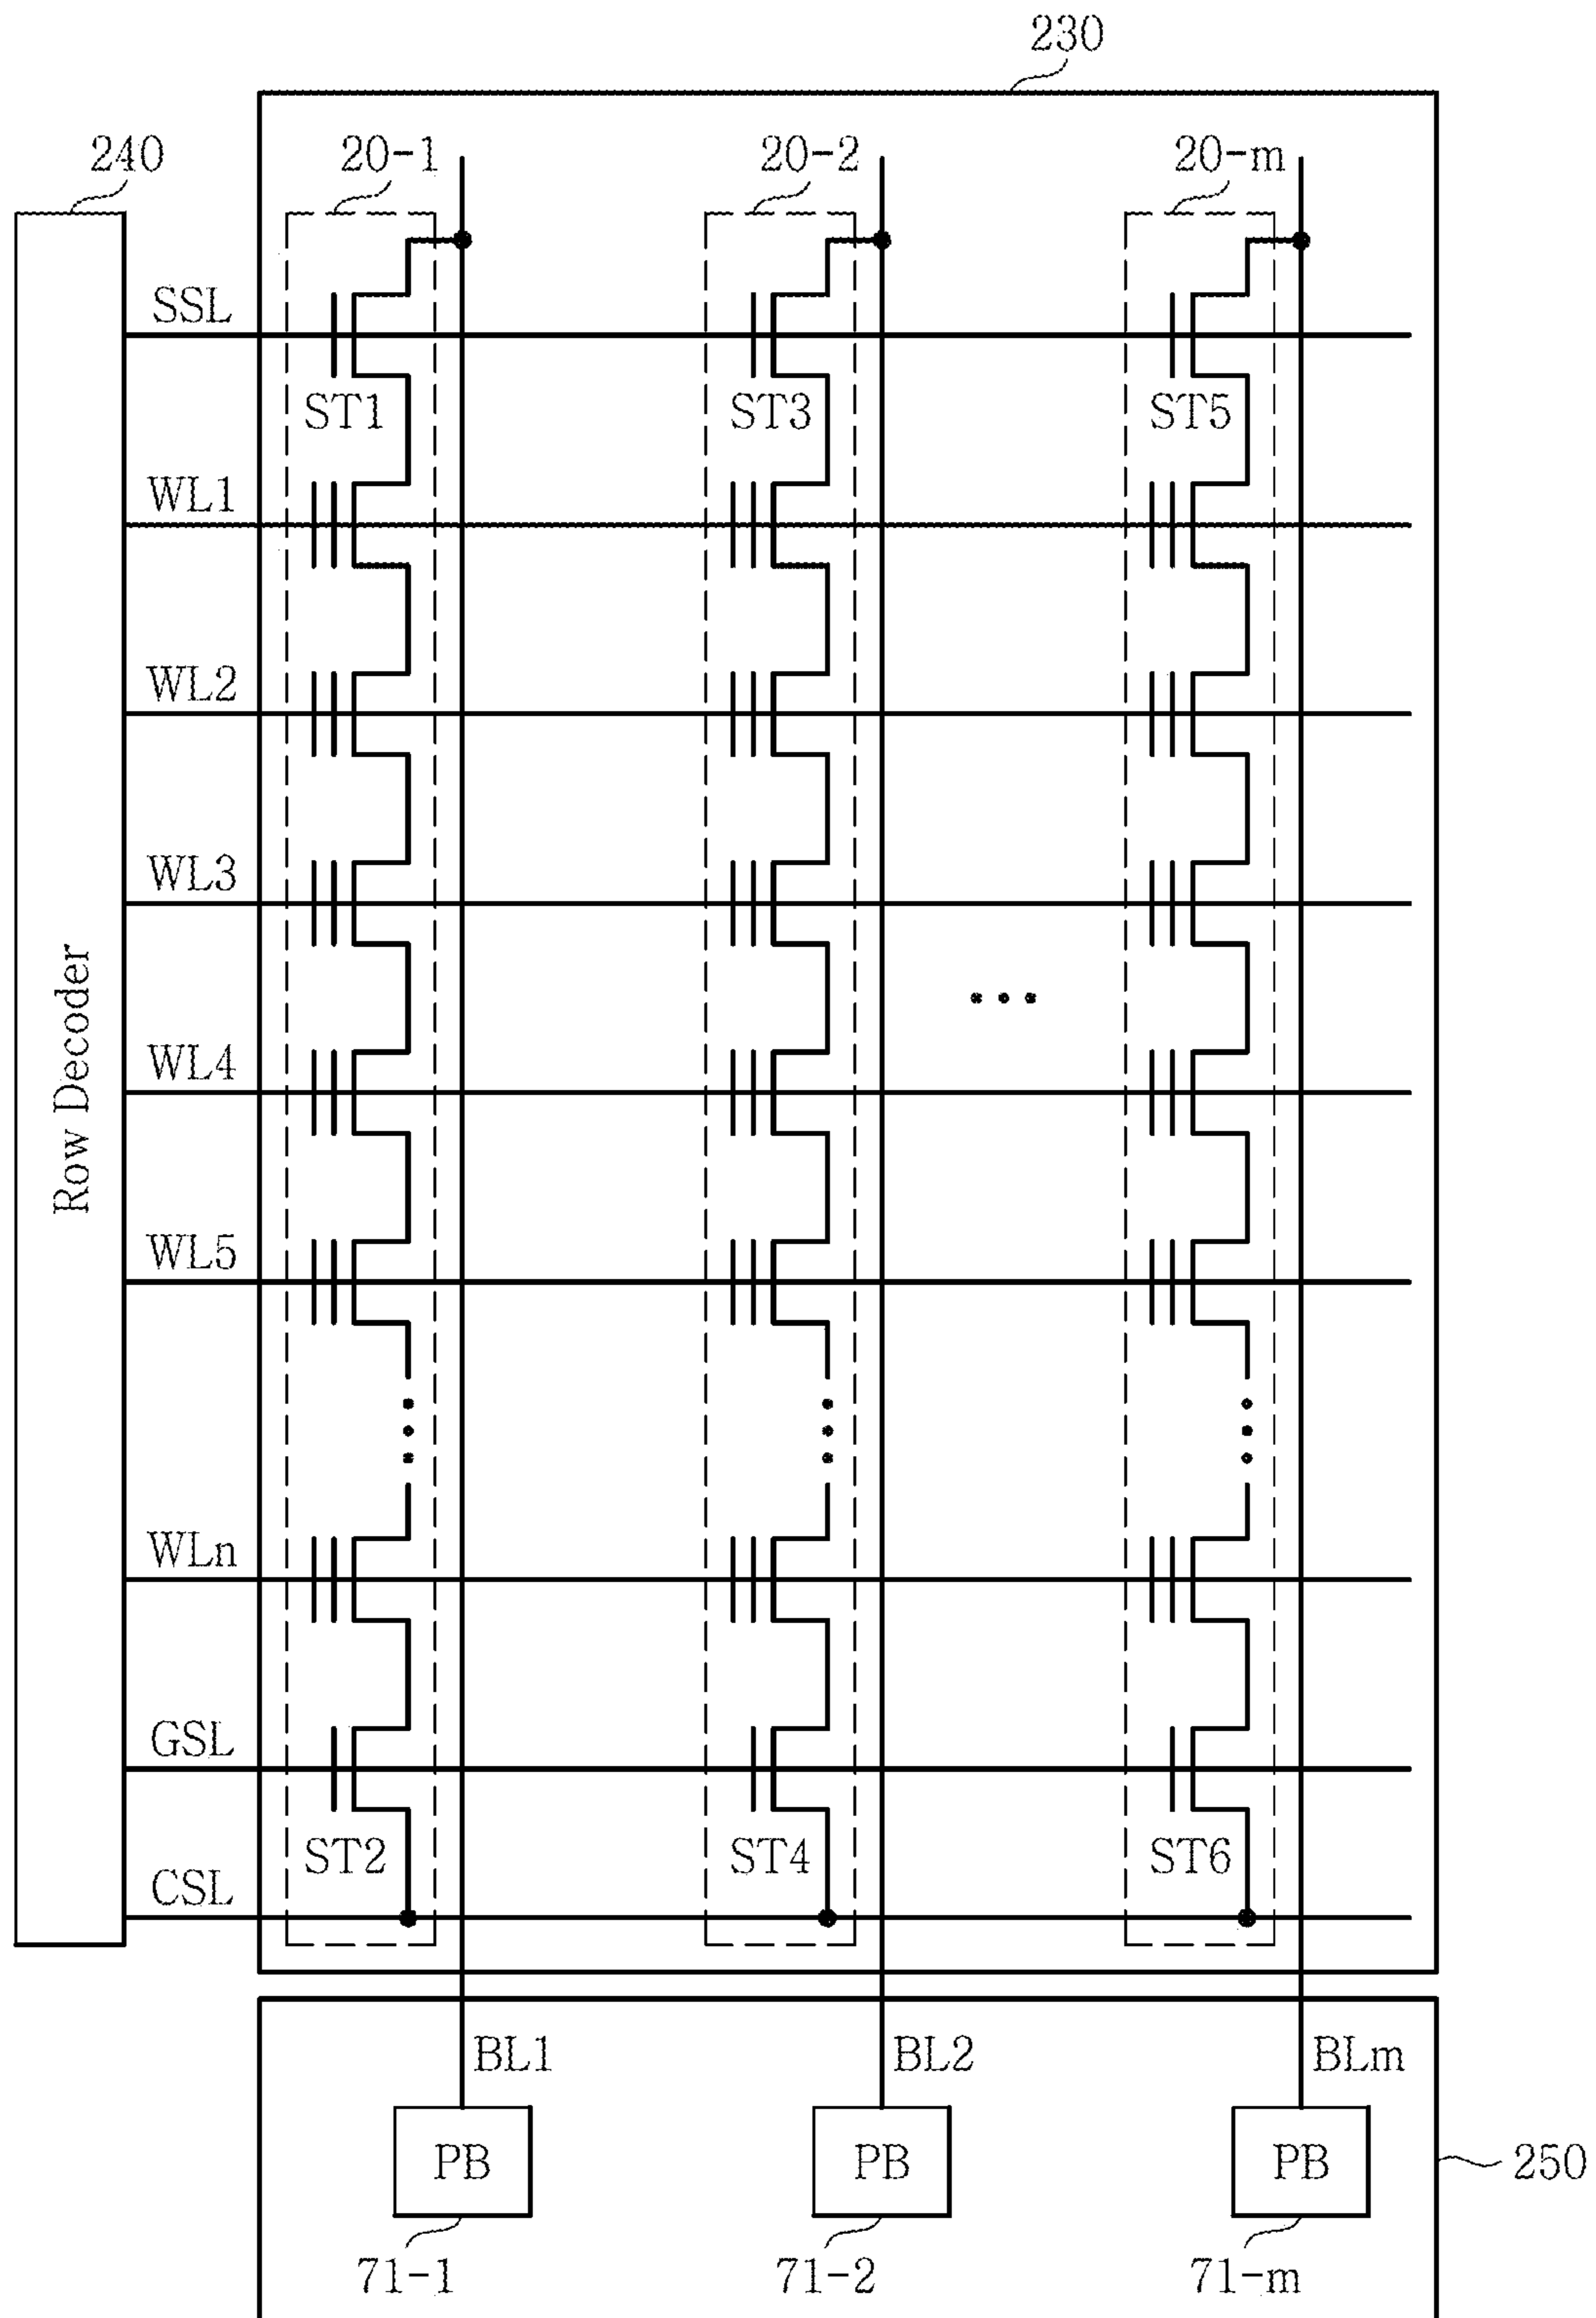 230
240
20-1
20-2
20-m
SSL
ST1
ST3
ST5
WL1
WL2
WL3
WL4
WL5
Row Decoder
WLn
GSL
ST2
ST4
ST6
CSL
BL1
BL2
BLm
PB
PB
PB
250
71-1
71-2
71-m